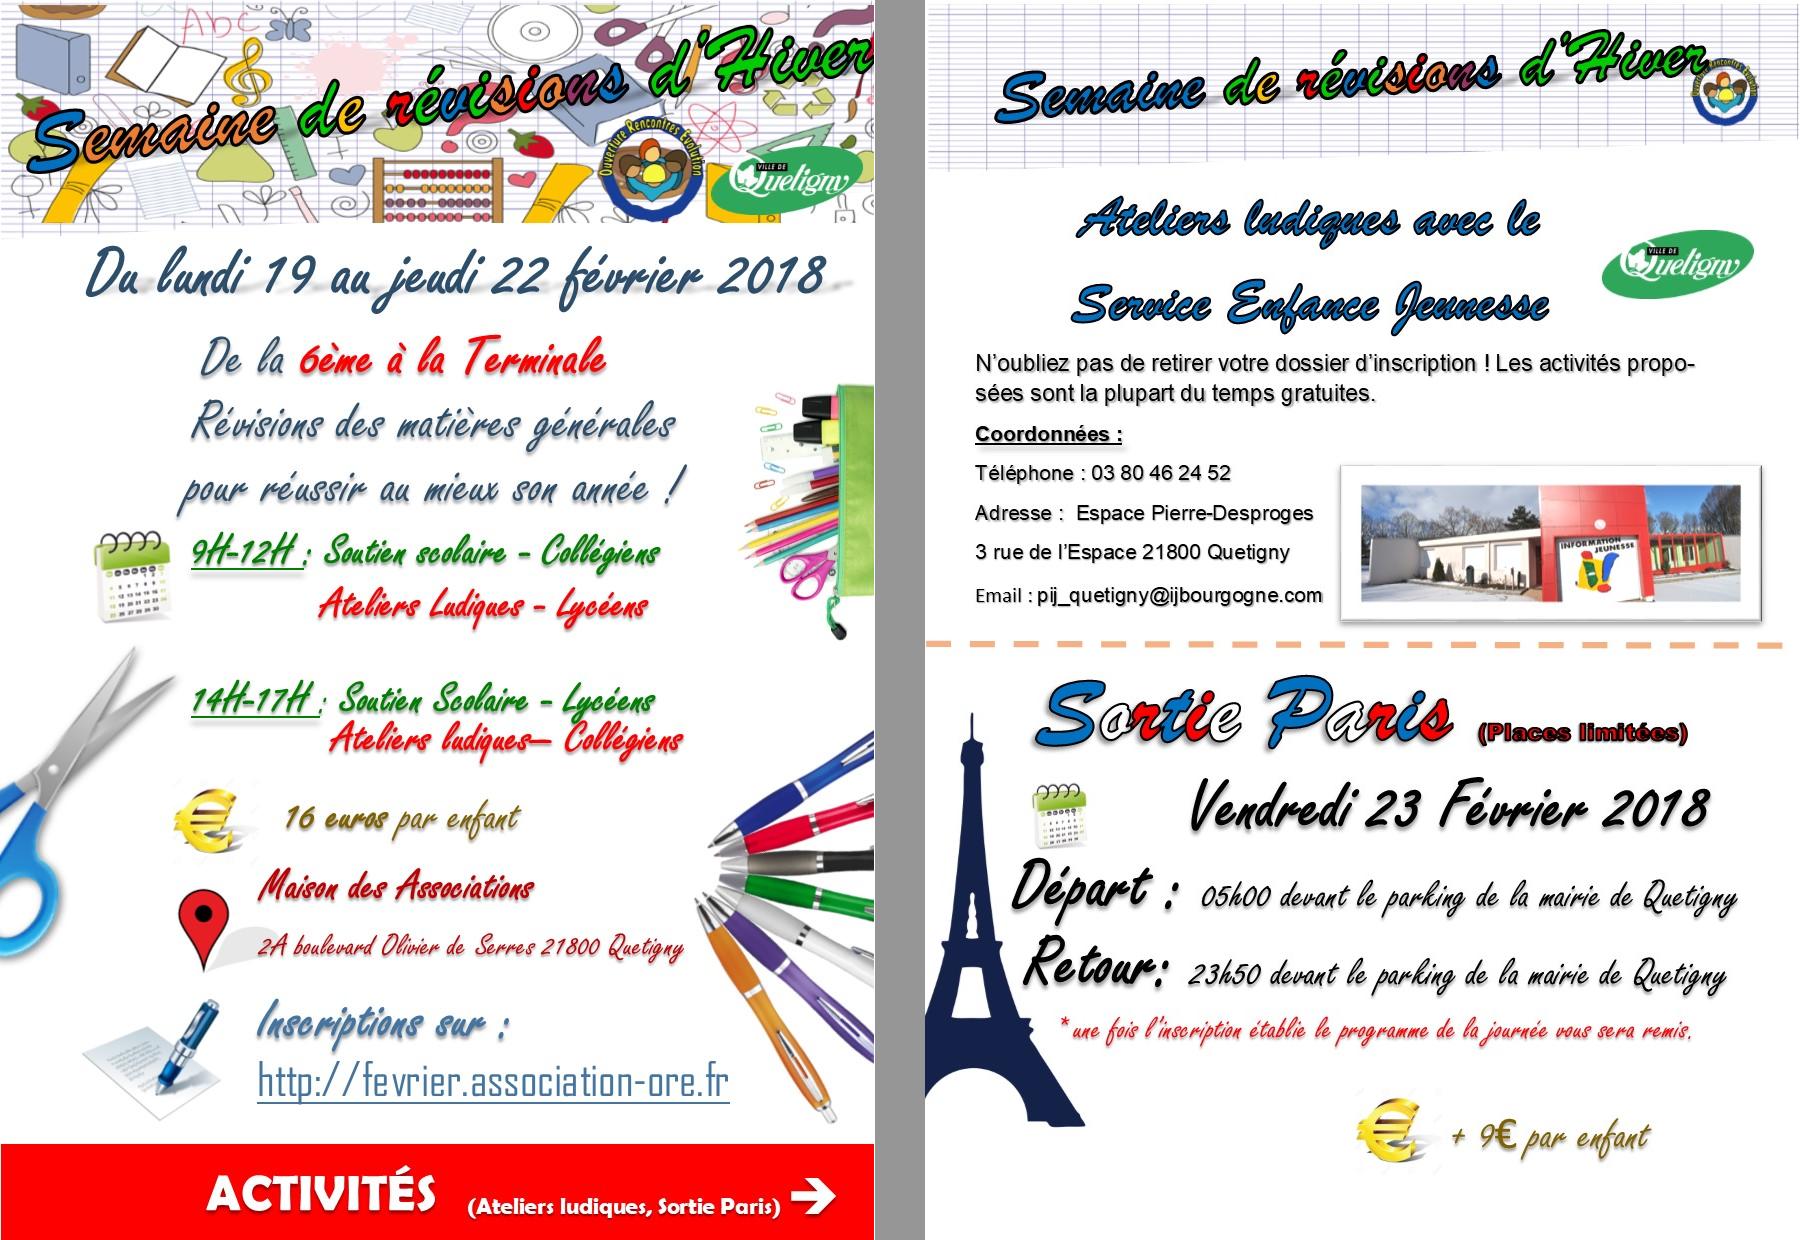 Abc
Semaine de révisions d'Hiver
Ouverture Rencontres Evolution
VILLE DE
Quetigny
Du lundi 19 au jeudi 22 février 2018
De la 6ème à la Terminale
Révisions des matières générales
pour réussir au mieux son année !
9H-12H : Soutien scolaire - Collégiens
Ateliers Ludiques - Lycéens
14H-17H : Soutien Scolaire - Lycéens
Ateliers ludiques— Collégiens
16 euros par enfant
Maison des Associations
2A boulevard Olivier de Serres 21800 Quetigny
Inscriptions sur :
http://fevrier.association-ore.fr
ACTIVITÉS (Ateliers ludiques, Sortie Paris)
Semaine de révisions d'Hiver
Ouverture Rencontres Evolution
Ateliers ludiques avec le
Service Enfance Jeunesse
VILLE DE
Quetigny
N'oubliez pas de retirer votre dossier d'inscription ! Les activités propo-
sées sont la plupart du temps gratuites.
Coordonnées :
Téléphone : 03 80 46 24 52
Adresse : Espace Pierre-Desproges
3 rue de l'Espace 21800 Quetigny
Email : pij_quetigny@ijbourgogne.com
INFORMATION
JEUNESSE
Sortie Paris (Places limitées)
Vendredi 23 Février 2018
Départ : 05h00 devant le parking de la mairie de Quetigny
Retour: 23h50 devant le parking de la mairie de Quetigny
* une fois l'inscription établie le programme de la journée vous sera remis.
+ 9€ par enfant